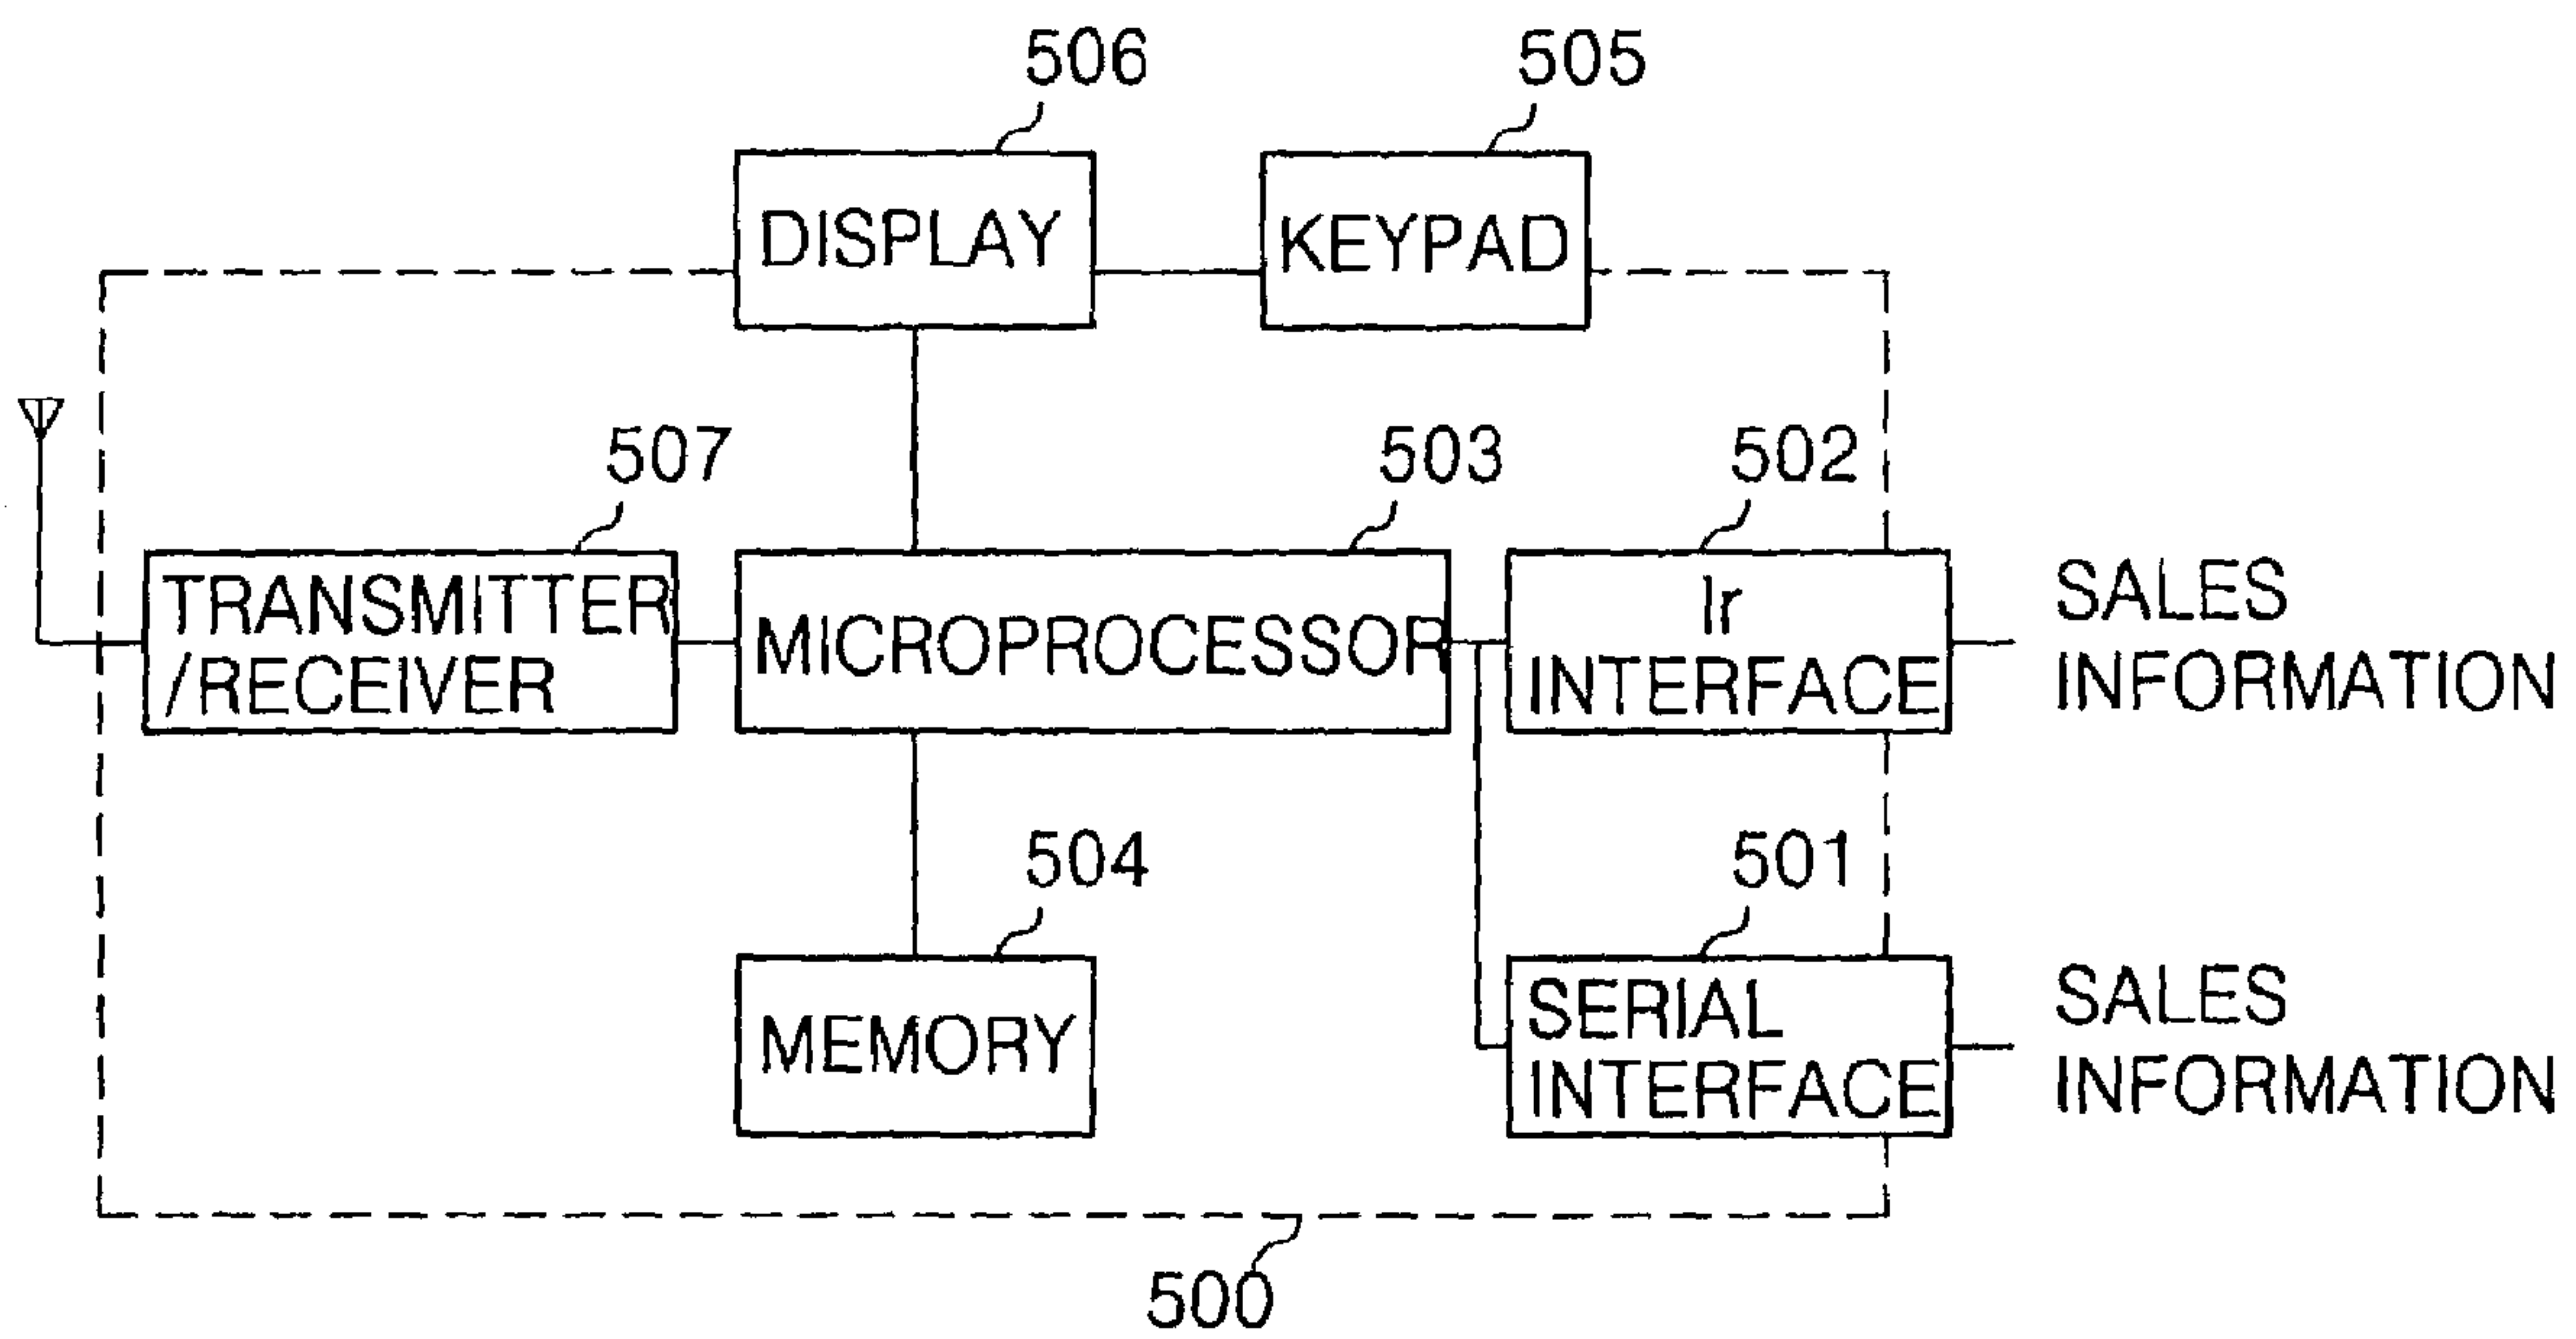 506
505
DISPLAY
KEYPAD
507
503
502
TRANSMITTER
/RECEIVER
MICROPROCESSOR
Ir
INTERFACE
SALES
INFORMATION
504
501
MEMORY
SERIAL
INTERFACE
SALES
INFORMATION
500